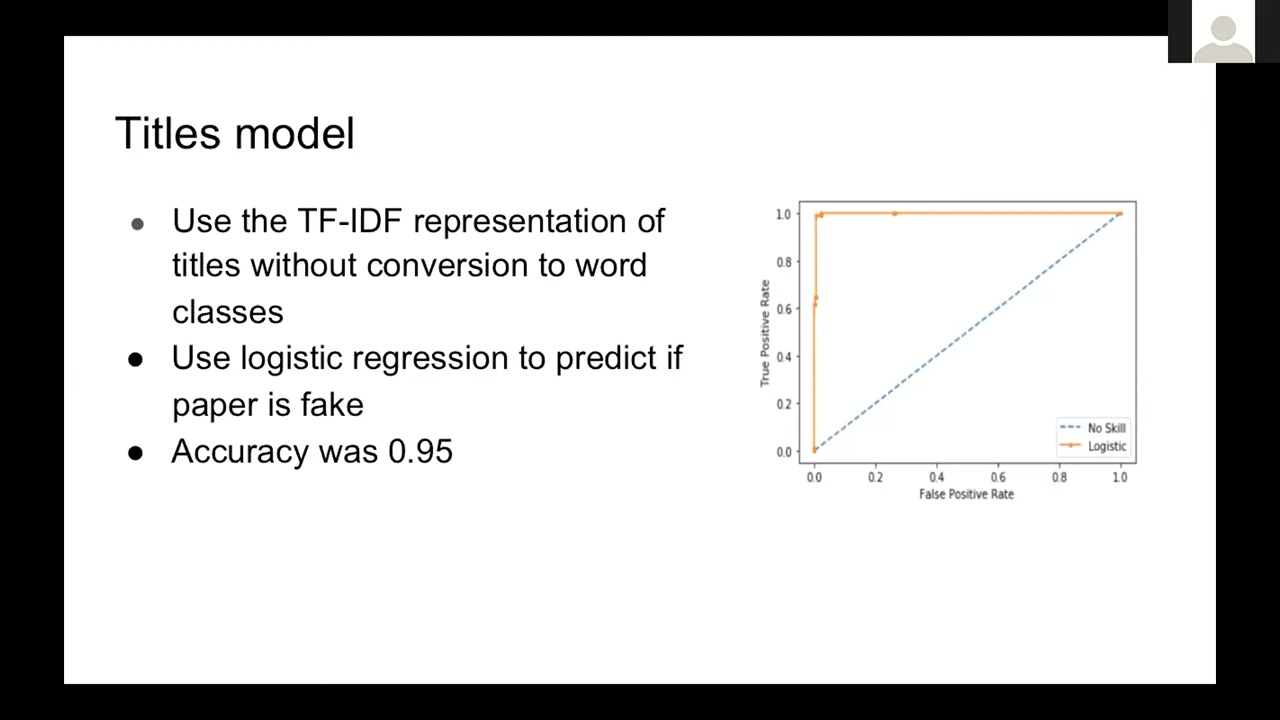 Titles model
● Use the TF-IDF representation of
titles without conversion to word
classes
● Use logistic regression to predict if
paper is fake
● Accuracy was 0.95
1.0
0.8
0.6
0.4
0.2
0.0
True Positive Rate
No Skill
Logistic
0.0 0.2 0.4 0.6 0.8 1.0
False Positive Rate